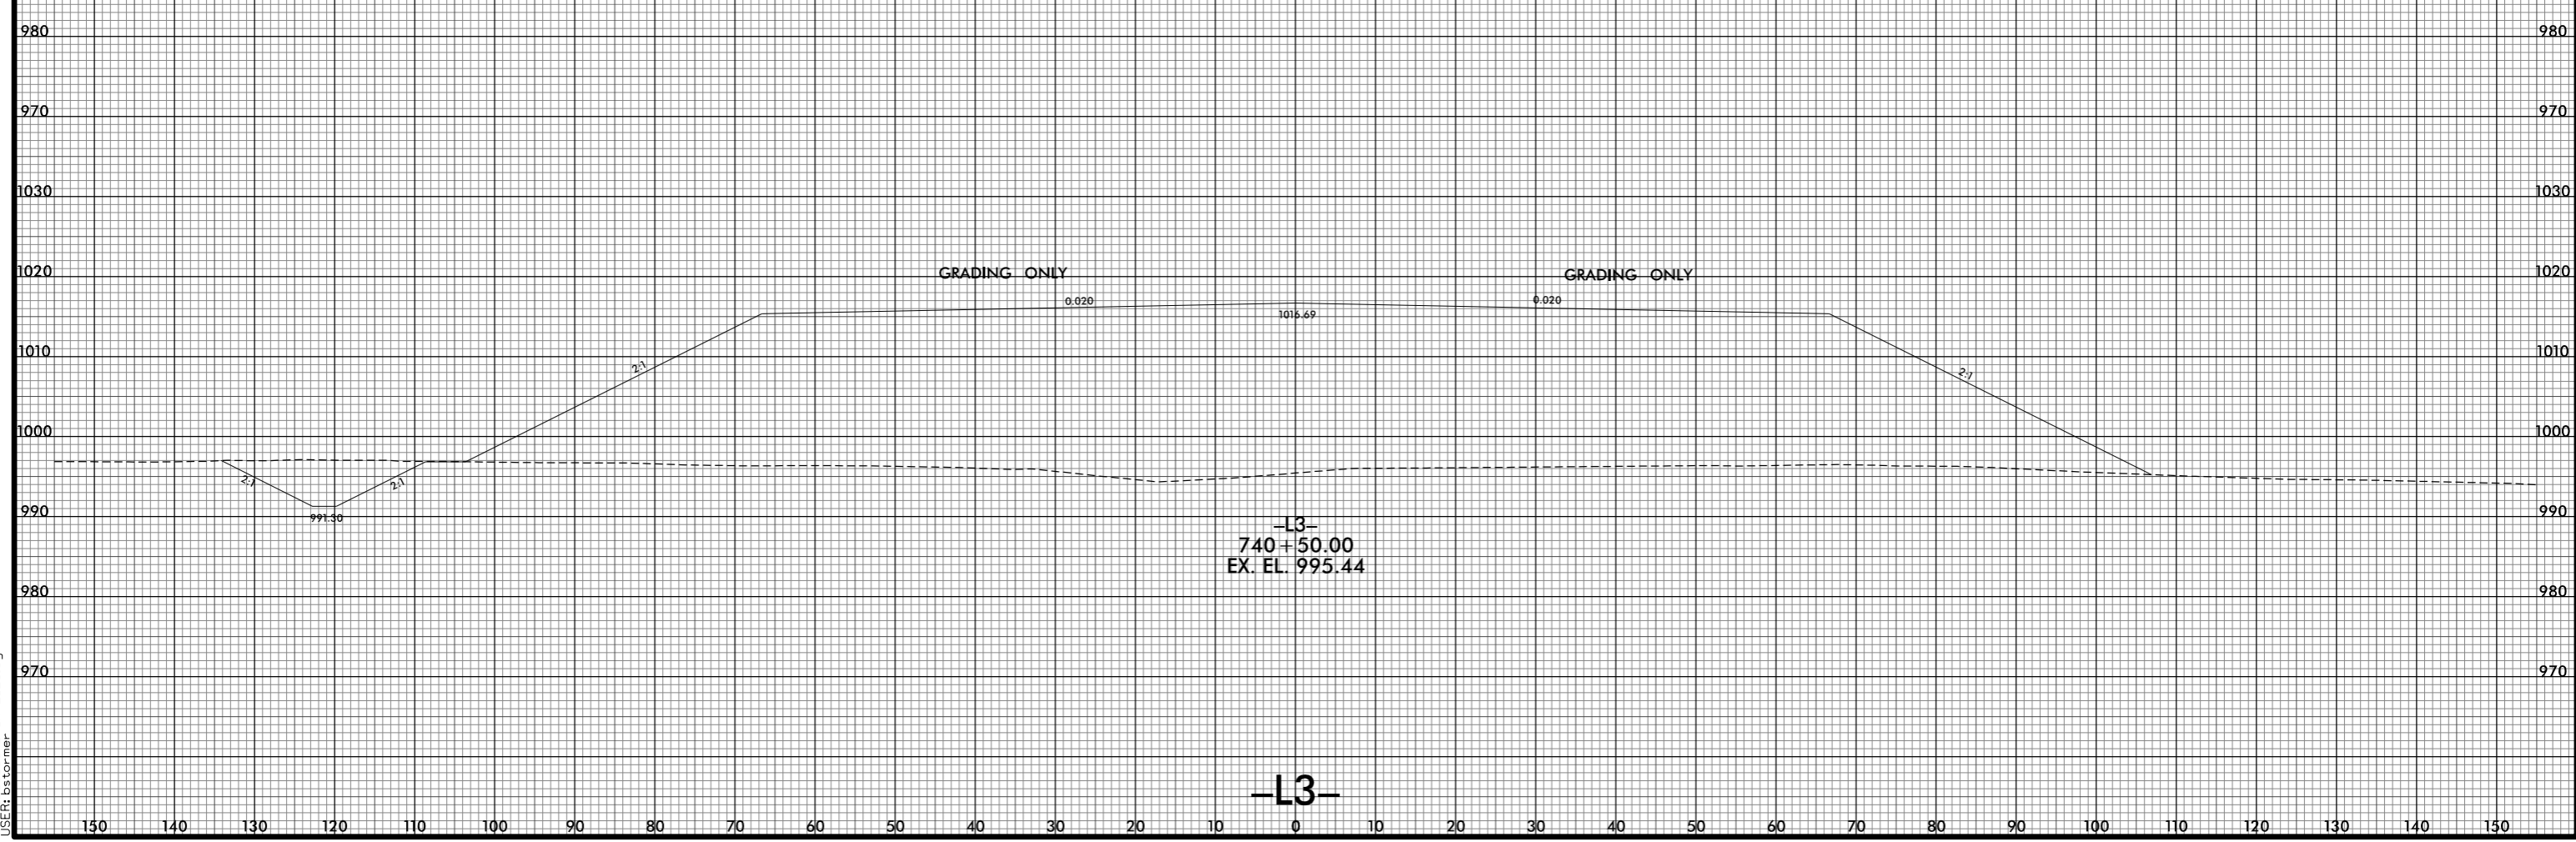 980 980
970 970
1030 1030
1020 GRADING ONLY GRADING ONLY 1020
0.020 0.020
1016.69
1010 1010
2:1 2:1
1000 1000
2:1 2:1
990 991.30 990
–L3–
740+50.00
EX. EL. 995.44
980 980
970 970
–L3–
150 140 130 120 110 100 90 80 70 60 50 40 30 20 10 0 10 20 30 40 50 60 70 80 90 100 110 120 130 140 150
USER: bstormer